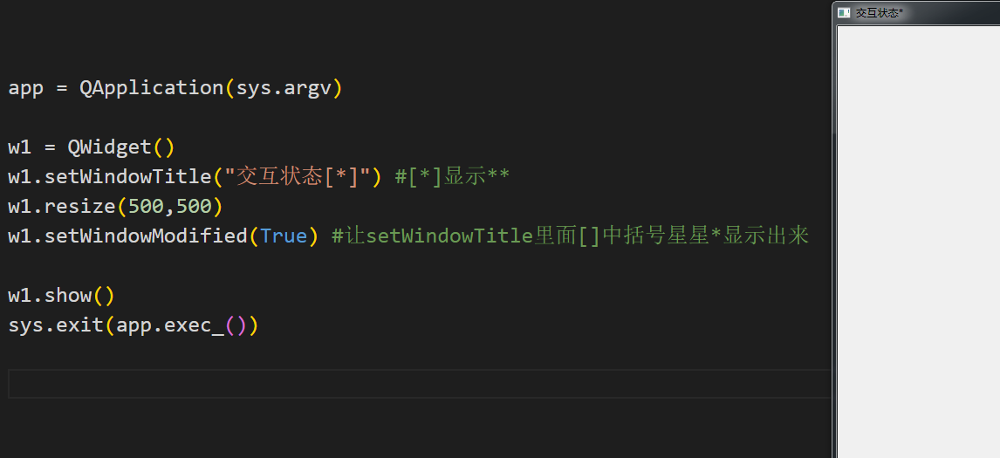 交互状态*
app = QApplication(sys.argv)
w1 = QWidget()
w1.setWindowTitle("交互状态[*]") #[*]显示**
w1.resize(500,500)
w1.setWindowModified(True) #让setWindowTitle里面[]中括号星星*显示出来
w1.show()
sys.exit(app.exec_())